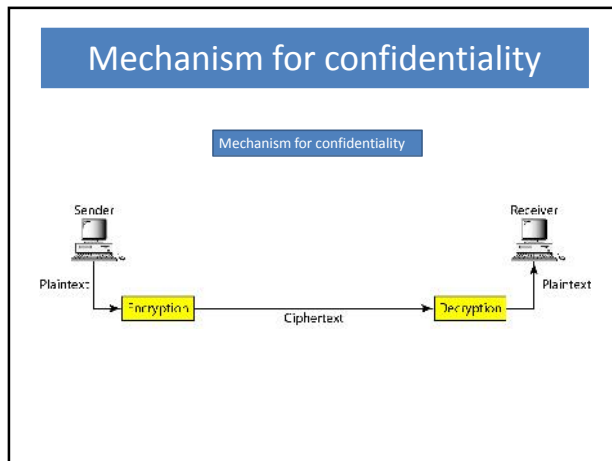 Mechanism for confidentiality
Mechanism for confidentiality
Sender
Receiver
Plaintext
Plaintext
Encryption
Decryption
Ciphertext